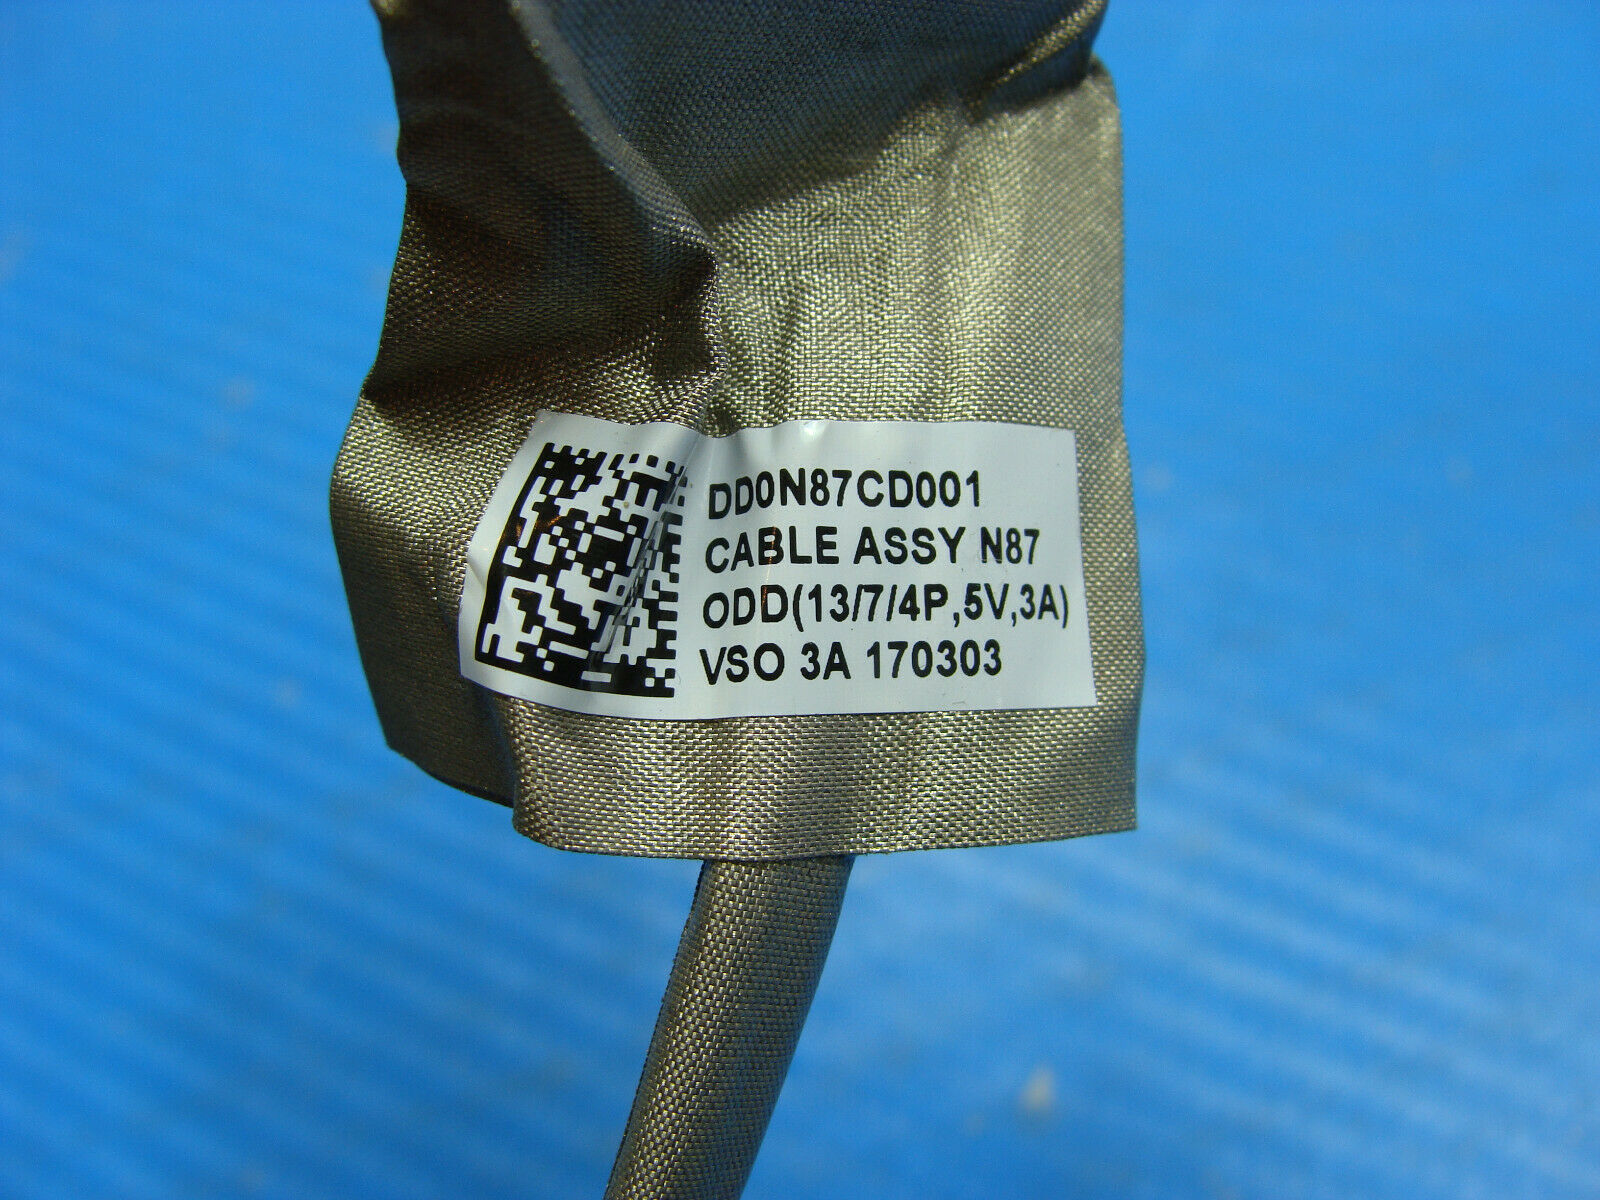 DD0N87CD001
CABLE ASSY N87
ODD(13/7/4P,5V,3A)
VSO 3A 170303